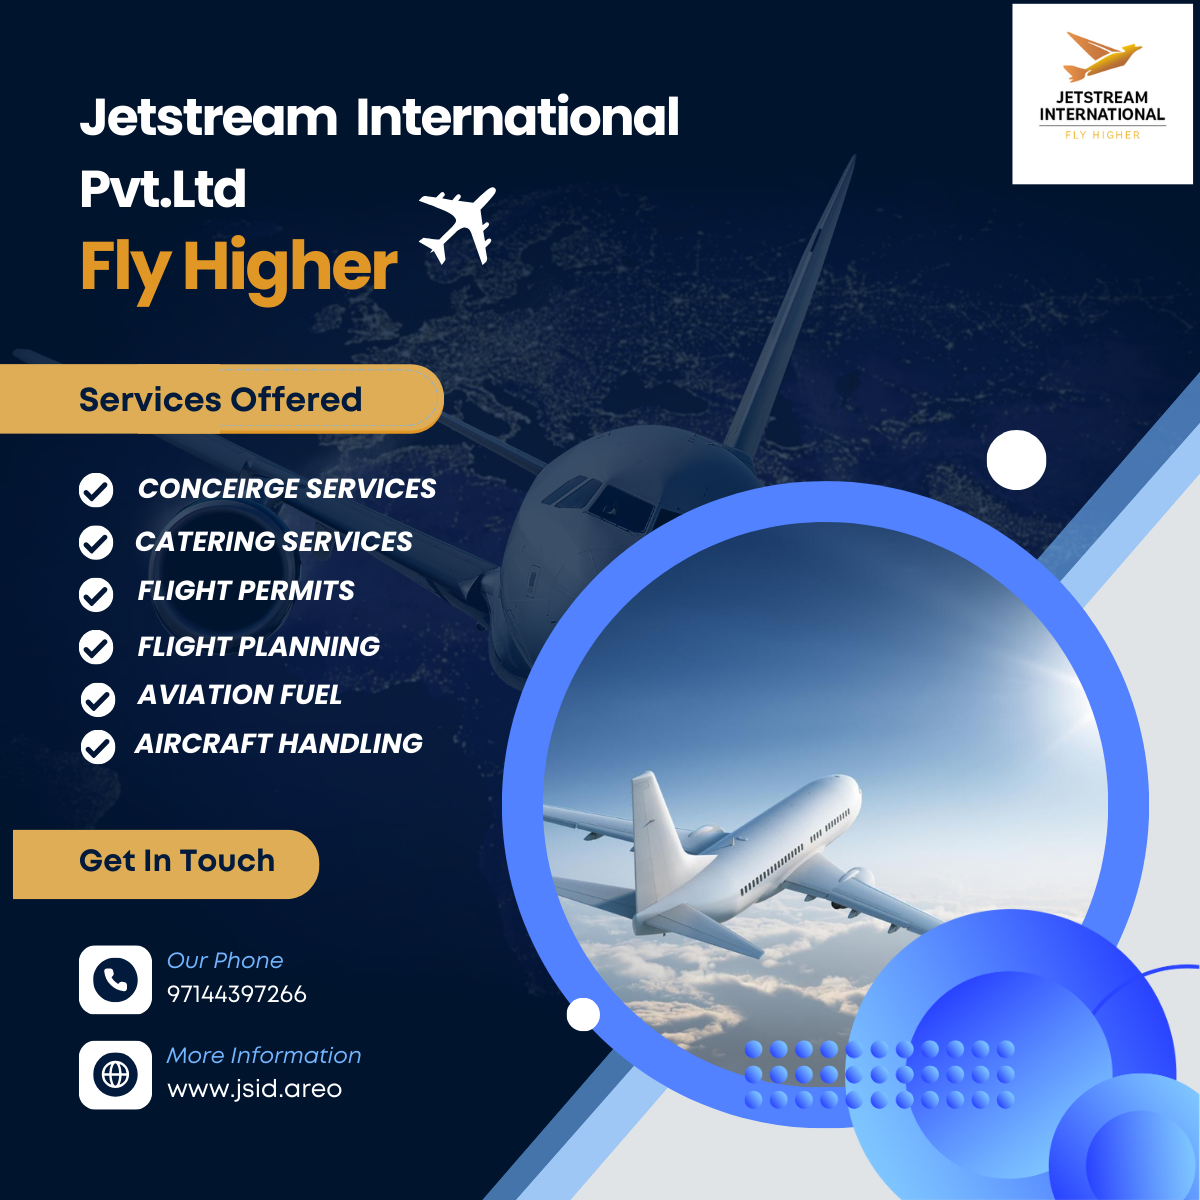 Jetstream International
Pvt.Ltd
Fly Higher
JETSTREAM
INTERNATIONAL
FLY HIGHER
Services Offered
CONCEIRGE SERVICES
CATERING SERVICES
FLIGHT PERMITS
FLIGHT PLANNING
AVIATION FUEL
AIRCRAFT HANDLING
Get In Touch
Our Phone
97144397266
More Information
www.jsid.areo